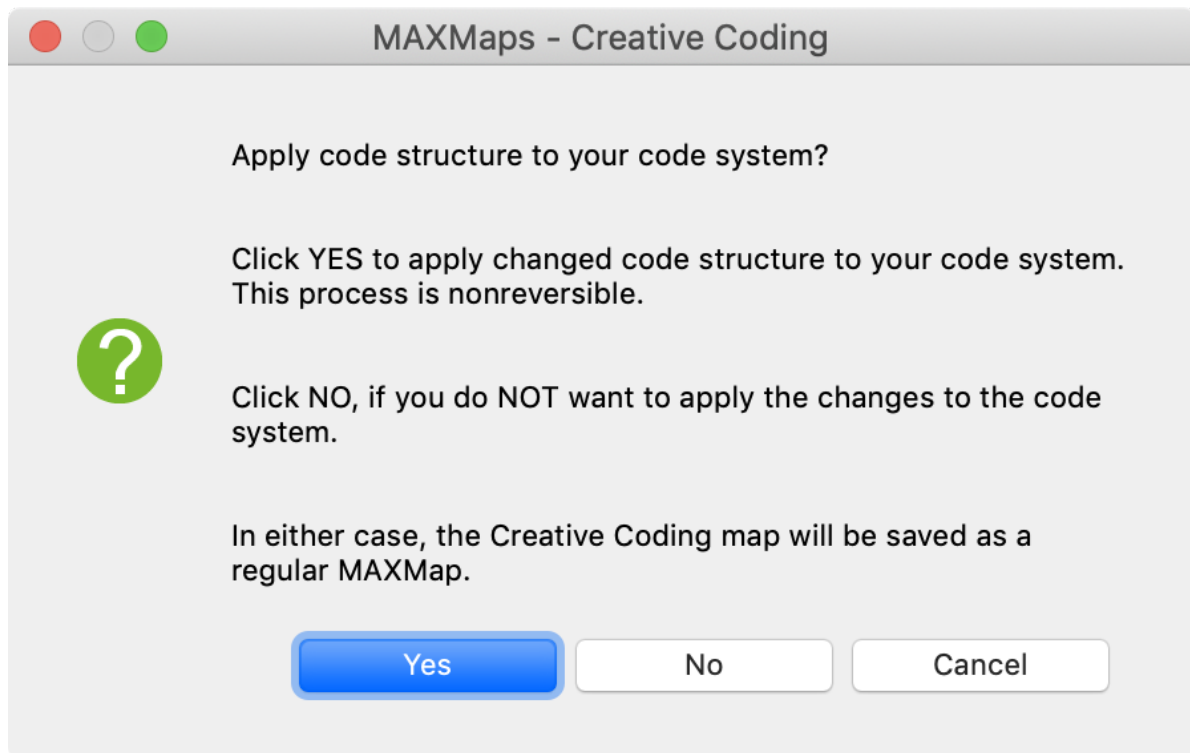 MAXMaps - Creative Coding
Apply code structure to your code system?
Click YES to apply changed code structure to your code system.
This process is nonreversible.
?
Click NO, if you do NOT want to apply the changes to the code
system.
In either case, the Creative Coding map will be saved as a
regular MAXMap.
Yes
No
Cancel